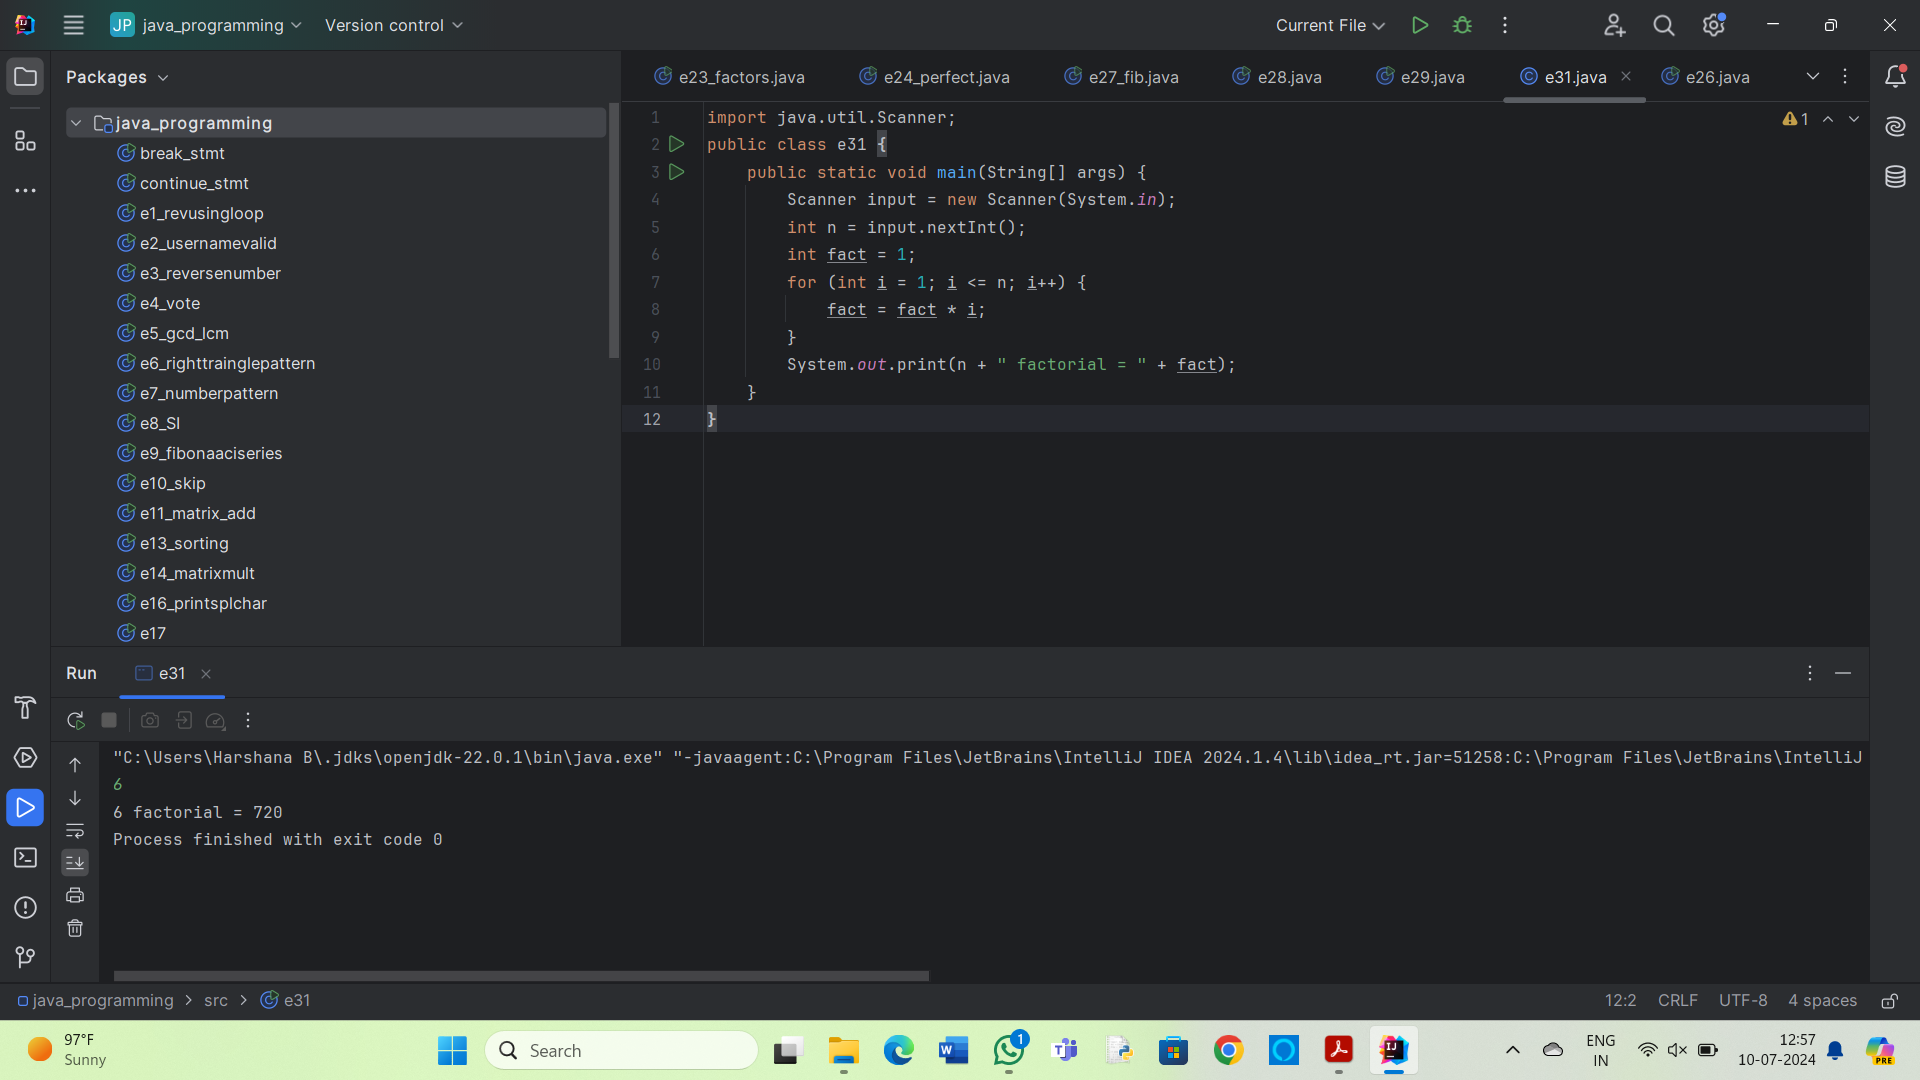 JP java_programming Version control Current File
Packages
java_programming
break_stmt
continue_stmt
e1_revusingloop
e2_usernamevalid
e3_reversenumber
e4_vote
e5_gcd_lcm
e6_righttrainglepattern
e7_numberpattern
e8_SI
e9_fibonaaciseries
e10_skip
e11_matrix_add
e13_sorting
e14_matrixmult
e16_printsplchar
e17
e23_factors.java e24_perfect.java e27_fib.java e28.java e29.java e31.java e26.java
1 import java.util.Scanner; 1
2 public class e31 {
3 public static void main(String[] args) {
4 Scanner input = new Scanner(System.in);
5 int n = input.nextInt();
6 int fact = 1;
7 for (int i = 1; i <= n; i++) {
8 fact = fact * i;
9 }
10 System.out.print(n + " factorial = " + fact);
11 }
12 }
Run e31
"C:\Users\Harshana B\.jdks\openjdk-22.0.1\bin\java.exe" "-javaagent:C:\Program Files\JetBrains\IntelliJ IDEA 2024.1.4\lib\idea_rt.jar=51258:C:\Program Files\JetBrains\IntelliJ
6
6 factorial = 720
Process finished with exit code 0
java_programming src e31 12:2 CRLF UTF-8 4 spaces
97°F
Sunny
Search
1
ENG
IN
12:57
10-07-2024
PRE